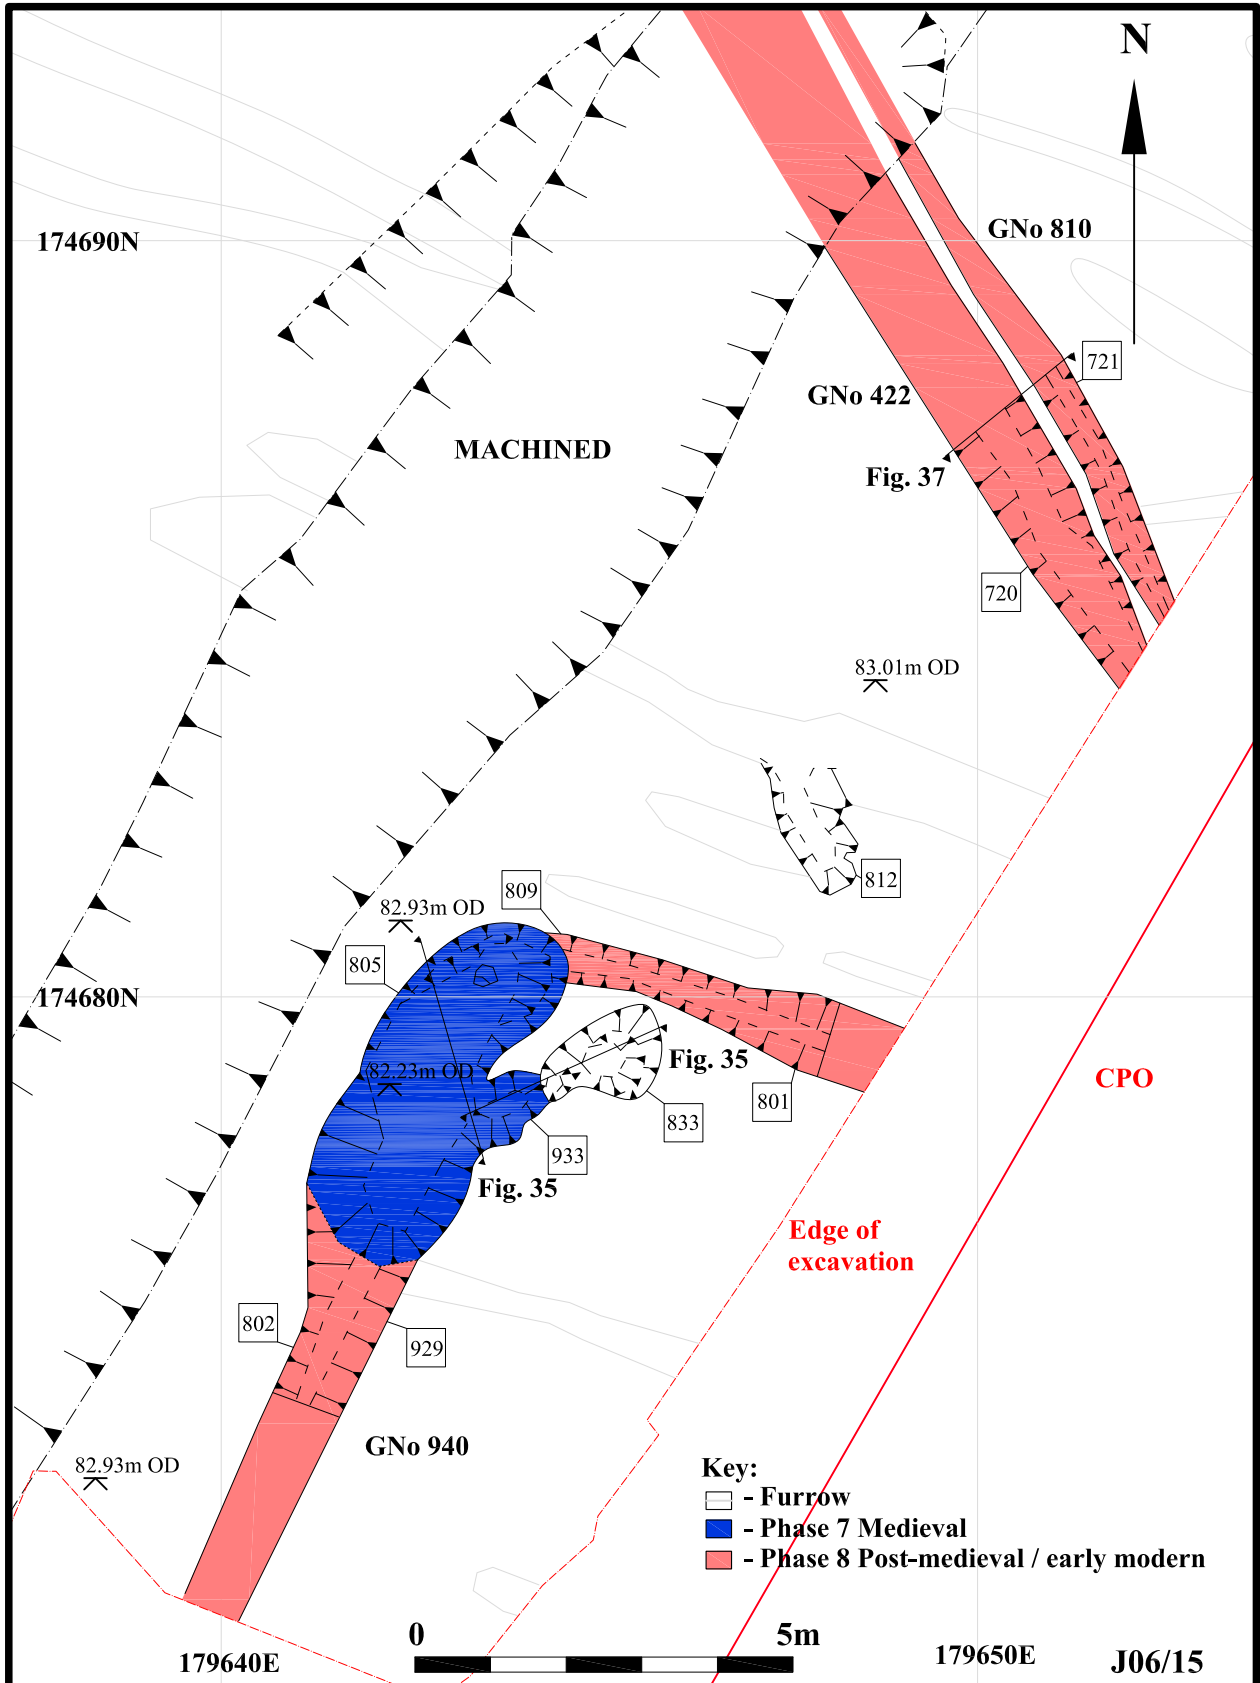 N
GNo 810
174690N
721
GNo 422
MACHINED
Fig. 37
720
83.01m OD
812
809
82.93m OD
805
174680N
Fig. 35
82.23m OD
CPO
801
833
933
Fig. 35
Edge of
excavation
802
929
GNo 940
82.93m OD
Key:
- Furrow
- Phase 7 Medieval
- Phase 8 Post-medieval / early modern
0 5m
179640E
179650E
J06/15